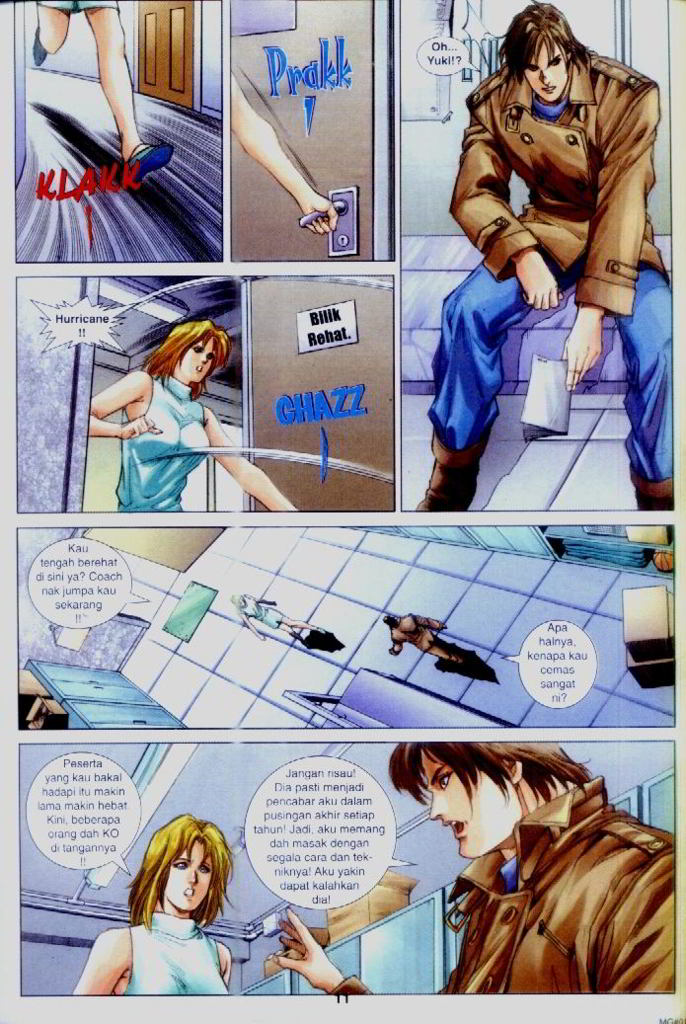 KLAKK
!
Prakk
!
Oh...
Yuki!?
Hurricane
!!
Bilik
Rehat.
CHAZZ
!
Kau
tengah berehat
di sini ya? Coach
nak jumpa kau
sekarang
!!
Apa
halnya,
kenapa kau
cemas
sangat
ni?
Peserta
yang kau bakal
hadapi itu makin
lama makin hebat.
Kini, beberapa
orang dah KO
di tangannya
!!
Jangan risau!
Dia pasti menjadi
pencabar aku dalam
pusingan akhir setiap
tahun! Jadi, aku memang
dah masak dengan
segala cara dan tek-
niknya! Aku yakin
dapat kalahkan
dia!
11